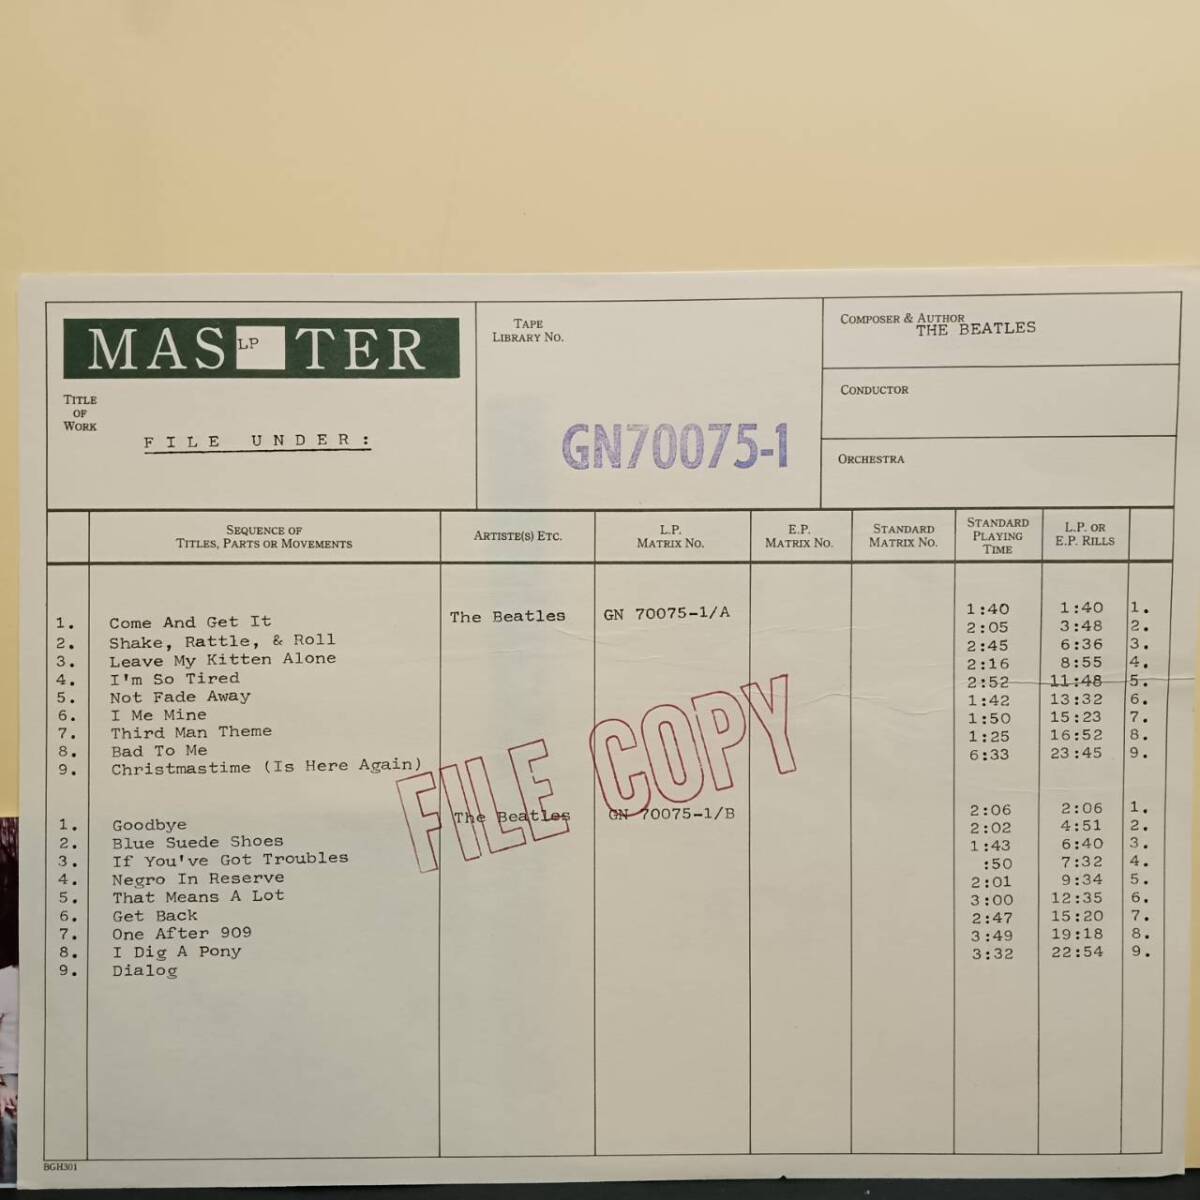 MAS LP TER
TITLE
OF
WORK
FILE UNDER:
TAPE
LIBRARY NO.
GN70075-1
COMPOSER & AUTHOR
THE BEATLES
CONDUCTOR
ORCHESTRA
SEQUENCE OF
TITLES, PARTS OR MOVEMENTS
ARTISTE(S) ETC.
L.P.
MATRIX NO.
E.P.
MATRIX NO.
STANDARD
MATRIX NO.
STANDARD
PLAYING
TIME
L.P. OR
E.P. RILLS
1. Come And Get It The Beatles GN 70075-1/A 1:40 1:40 1.
2. Shake, Rattle, & Roll 2:05 3:48 2.
3. Leave My Kitten Alone 2:45 6:36 3.
4. I'm So Tired 2:16 8:55 4.
5. Not Fade Away 2:52 11:48 5.
6. I Me Mine 1:42 13:32 6.
7. Third Man Theme 1:50 15:23 7.
8. Bad To Me 1:25 16:52 8.
9. Christmastime (Is Here Again) 6:33 23:45 9.
FILE COPY
1. Goodbye The Beatles GN 70075-1/B 2:06 2:06 1.
2. Blue Suede Shoes 2:02 4:51 2.
3. If You've Got Troubles 1:43 6:40 3.
4. Negro In Reserve :50 7:32 4.
5. That Means A Lot 2:01 9:34 5.
6. Get Back 3:00 12:35 6.
7. One After 909 2:47 15:20 7.
8. I Dig A Pony 3:49 19:18 8.
9. Dialog 3:32 22:54 9.
BGH301